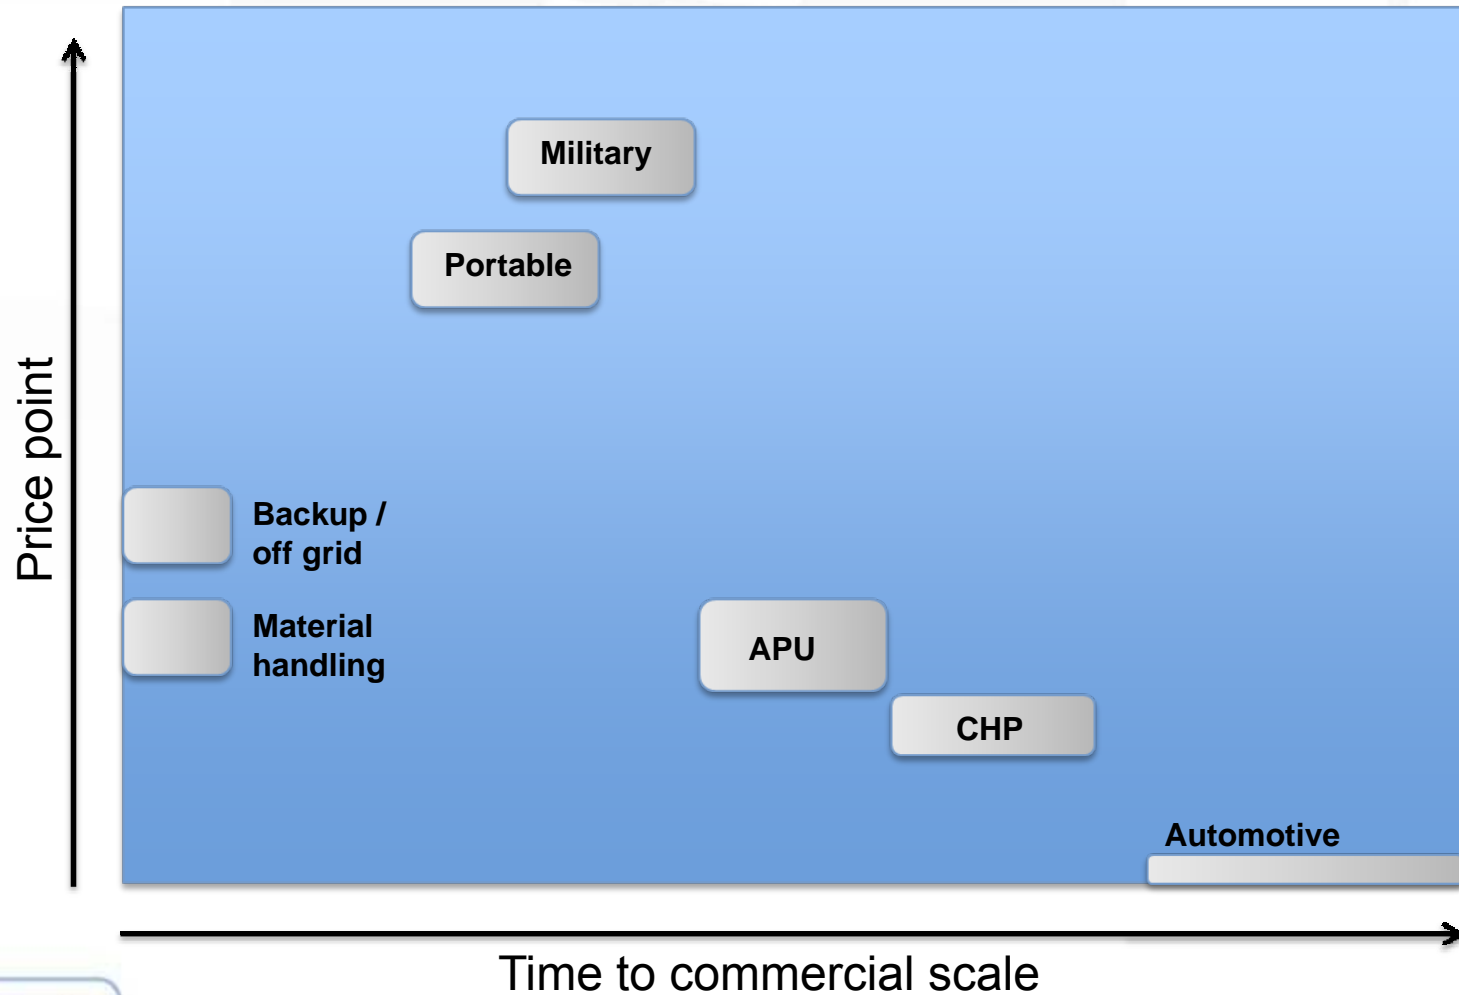 Military
Portable
Price point
Backup /
off grid
Material
handling
APU
CHP
Automotive
Time to commercial scale